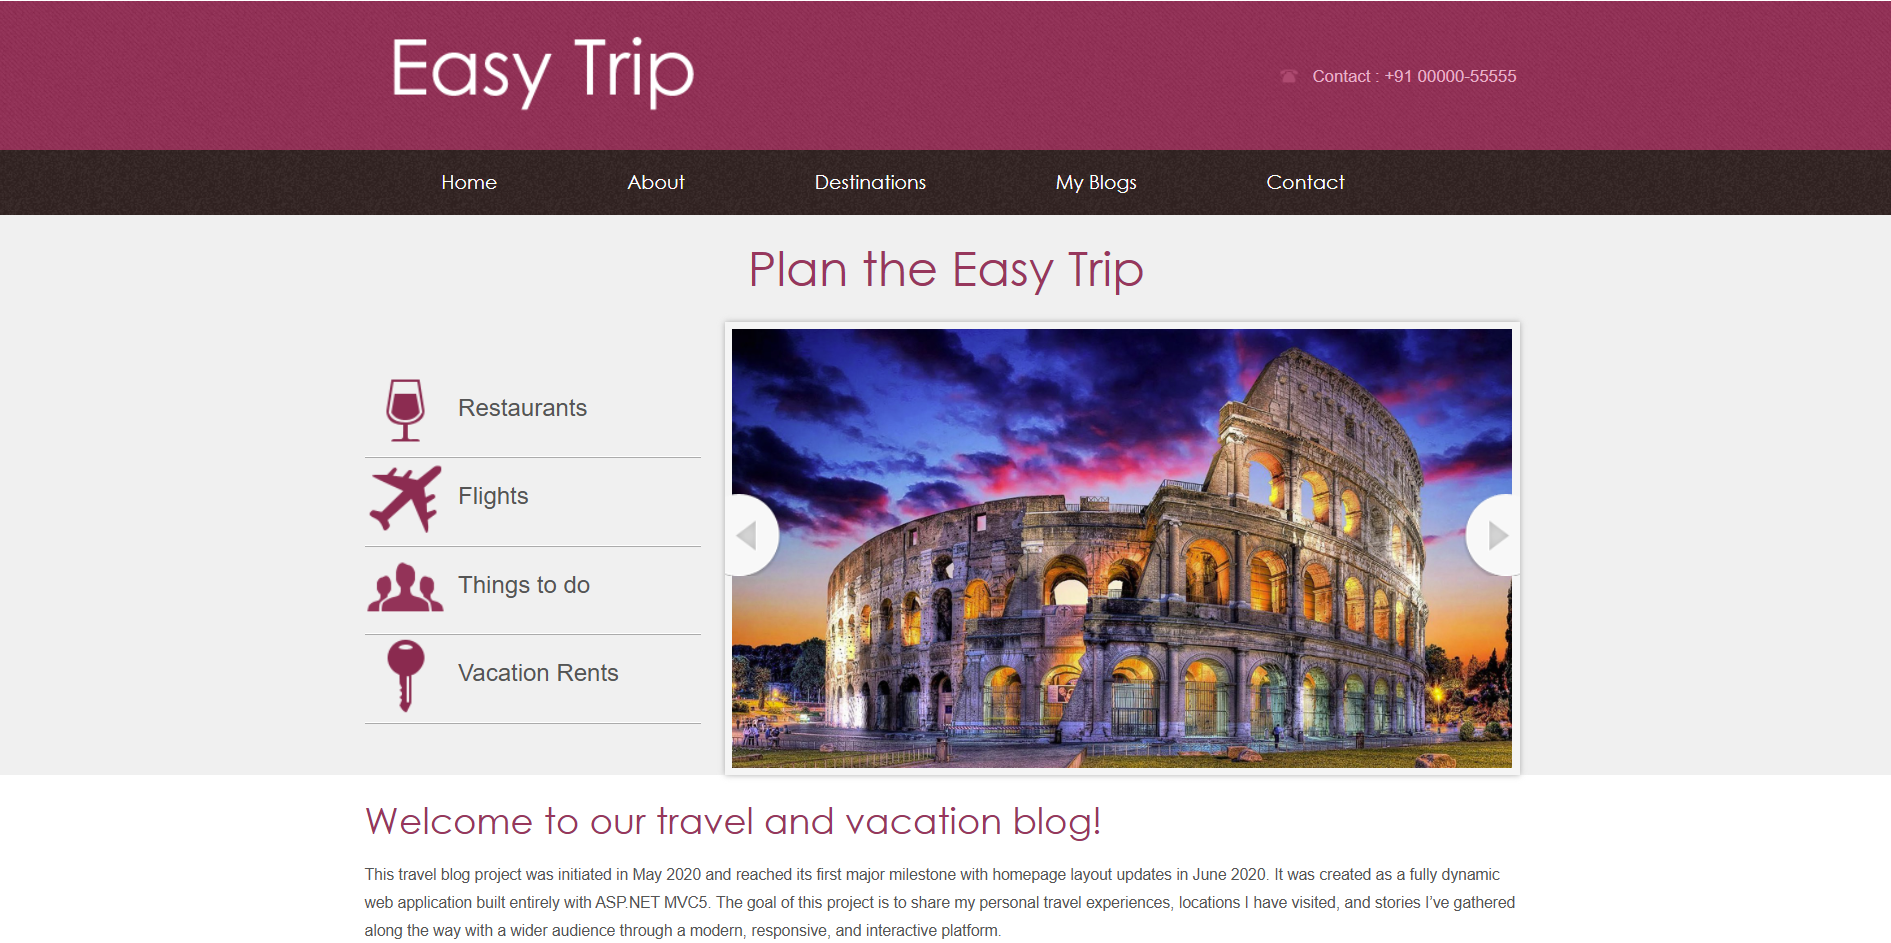 Easy Trip
Contact : +91 00000-55555
Home
About
Destinations
My Blogs
Contact
Plan the Easy Trip
Restaurants
Flights
Things to do
Vacation Rents
Welcome to our travel and vacation blog!
This travel blog project was initiated in May 2020 and reached its first major milestone with homepage layout updates in June 2020. It was created as a fully dynamic
web application built entirely with ASP.NET MVC5. The goal of this project is to share my personal travel experiences, locations I have visited, and stories I’ve gathered
along the way with a wider audience through a modern, responsive, and interactive platform.